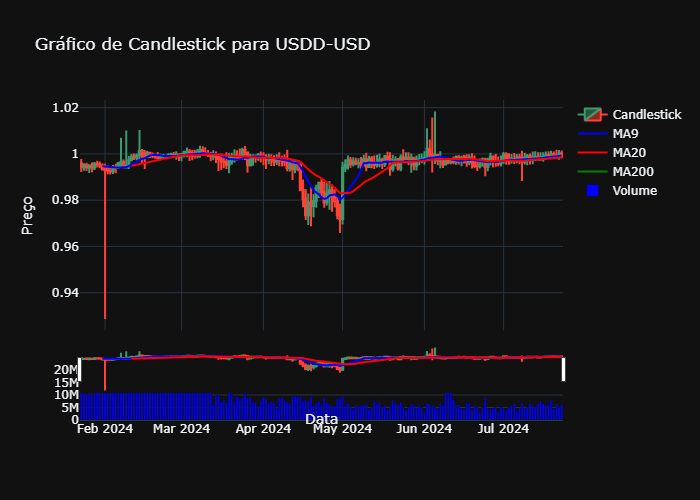 Gráfico de Candlestick para USDD-USD
1.02
1
0.98
0.96
0.94
Preço
Candlestick
MA9
MA20
MA200
Volume
20M
15M
10M
5M
0
Feb 2024
Mar 2024
Apr 2024
May 2024
Jun 2024
Jul 2024
Data